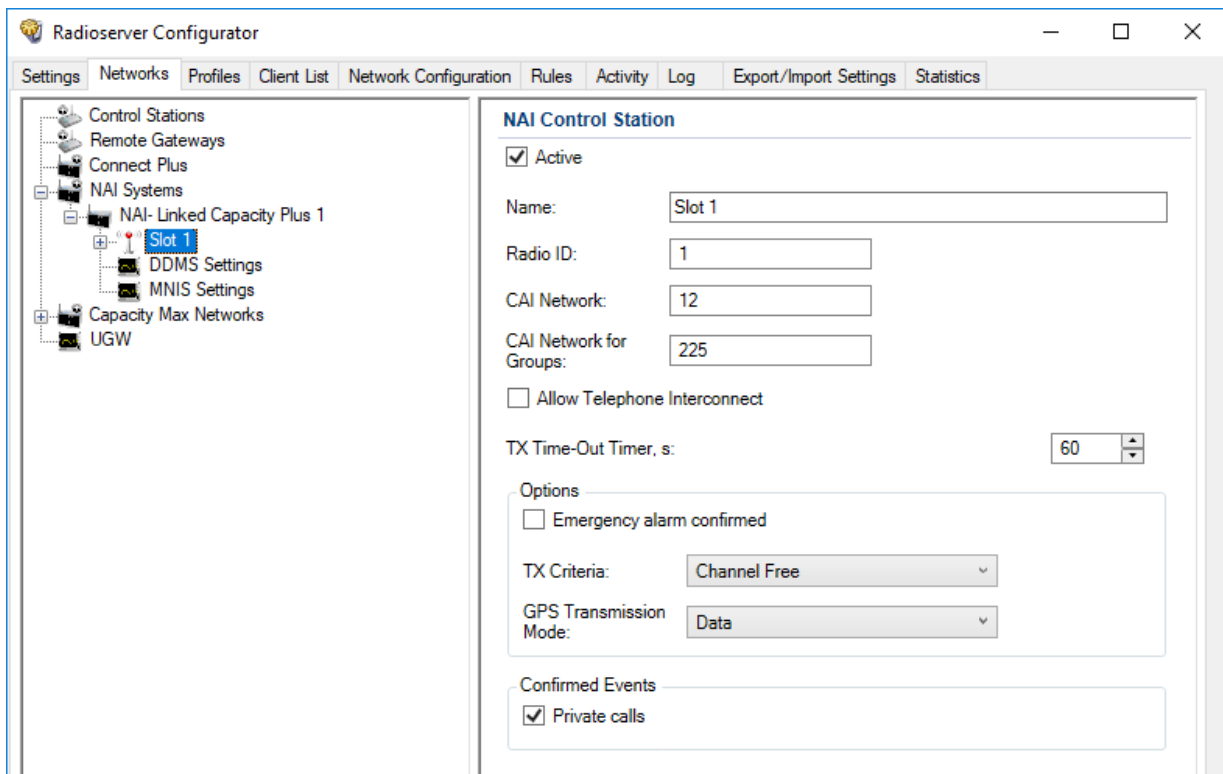 Radioserver Configurator
Settings Networks Profiles Client List Network Configuration Rules Activity Log Export/Import Settings Statistics
Control Stations
Remote Gateways
Connect Plus
NAI Systems
NAI- Linked Capacity Plus 1
Slot 1
DDMS Settings
MNIS Settings
Capacity Max Networks
UGW
NAI Control Station
Active
Name: Slot 1
Radio ID: 1
CAI Network: 12
CAI Network for
Groups: 225
Allow Telephone Interconnect
TX Time-Out Timer, s: 60
Options
Emergency alarm confirmed
TX Criteria: Channel Free
GPS Transmission
Mode: Data
Confirmed Events
Private calls